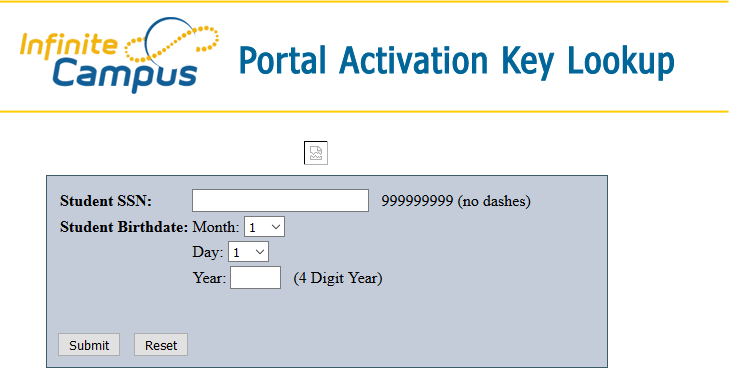 Infinite Campus
Portal Activation Key Lookup
Student SSN: 999999999 (no dashes)
Student Birthdate: Month: 1
Day: 1
Year: (4 Digit Year)
Submit Reset